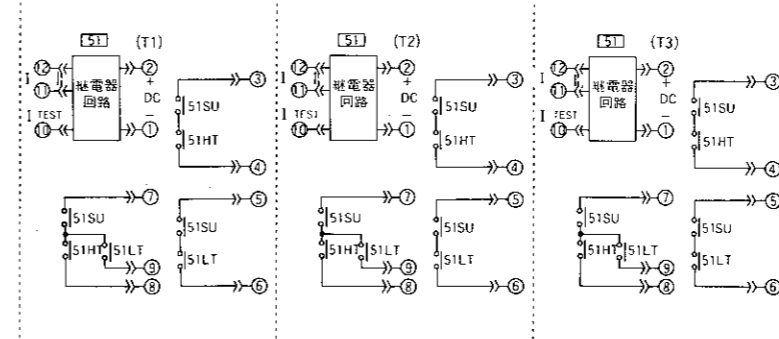 51 (T1)
12 継電器 2
I + 
11 回路 DC
I TEST −
10 1
3
51SU
51HT
4
7
51SU
51HT 51LT
9
8
5
51SU
51LT
6
51 (T2)
12 継電器 2
I +
11 回路 DC
I TEST −
10 1
3
51SU
51HT
4
7
51SU
51HT 51LT
9
8
5
51SU
51LT
6
51 (T3)
12 継電器 2
I +
11 回路 DC
I TEST −
10 1
3
51SU
51HT
4
7
51SU
51HT 51LT
9
8
5
51SU
51LT
6